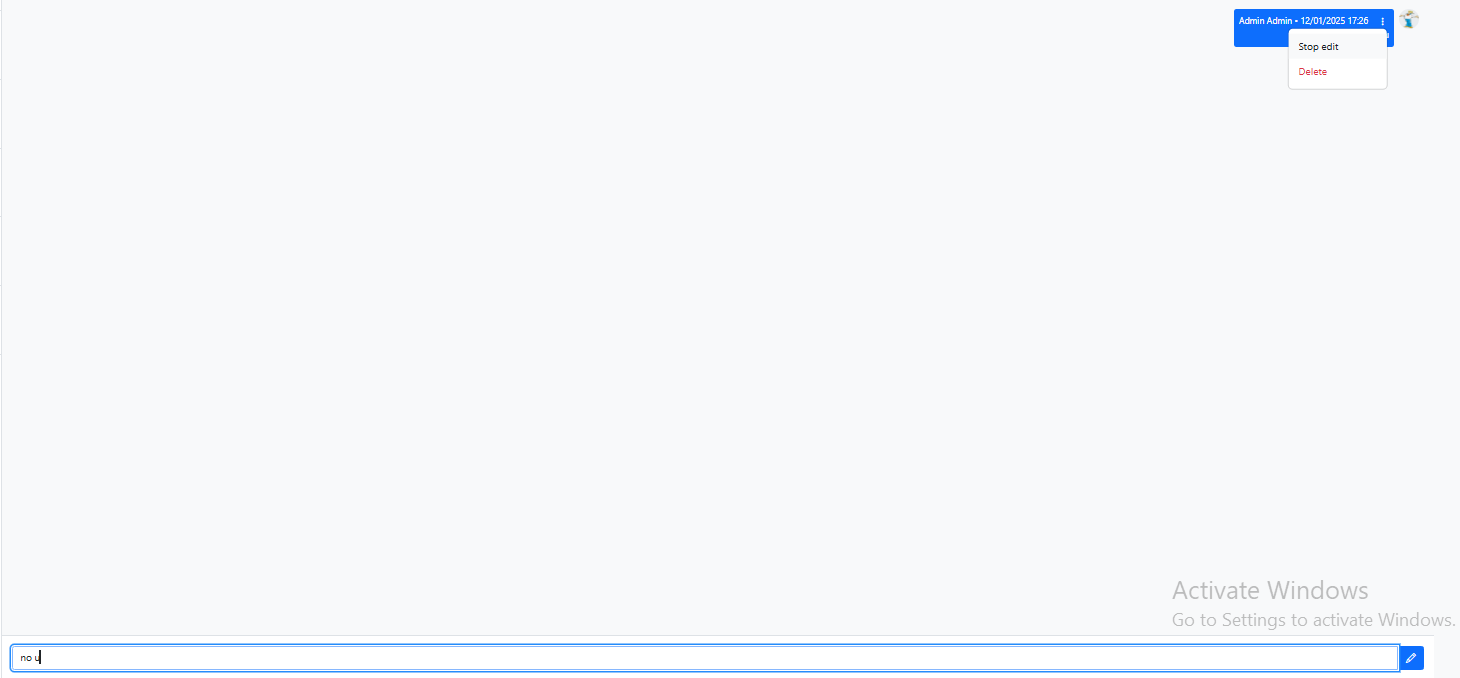 Admin Admin • 12/01/2025 17:26
Stop edit
Delete
Activate Windows
Go to Settings to activate Windows.
no u